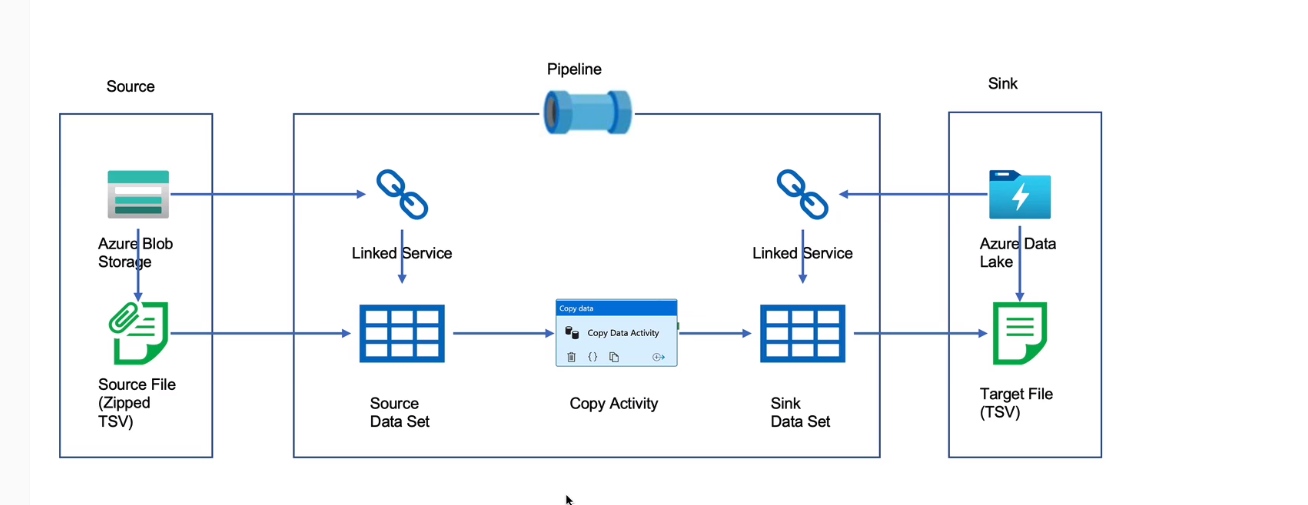 Pipeline
Source
Sink
Azure Blob
Storage
Linked Service
Linked Service
Azure Data
Lake
Copy data
Copy Data Activity
Source File
(Zipped
TSV)
Source
Data Set
Copy Activity
Sink
Data Set
Target File
(TSV)